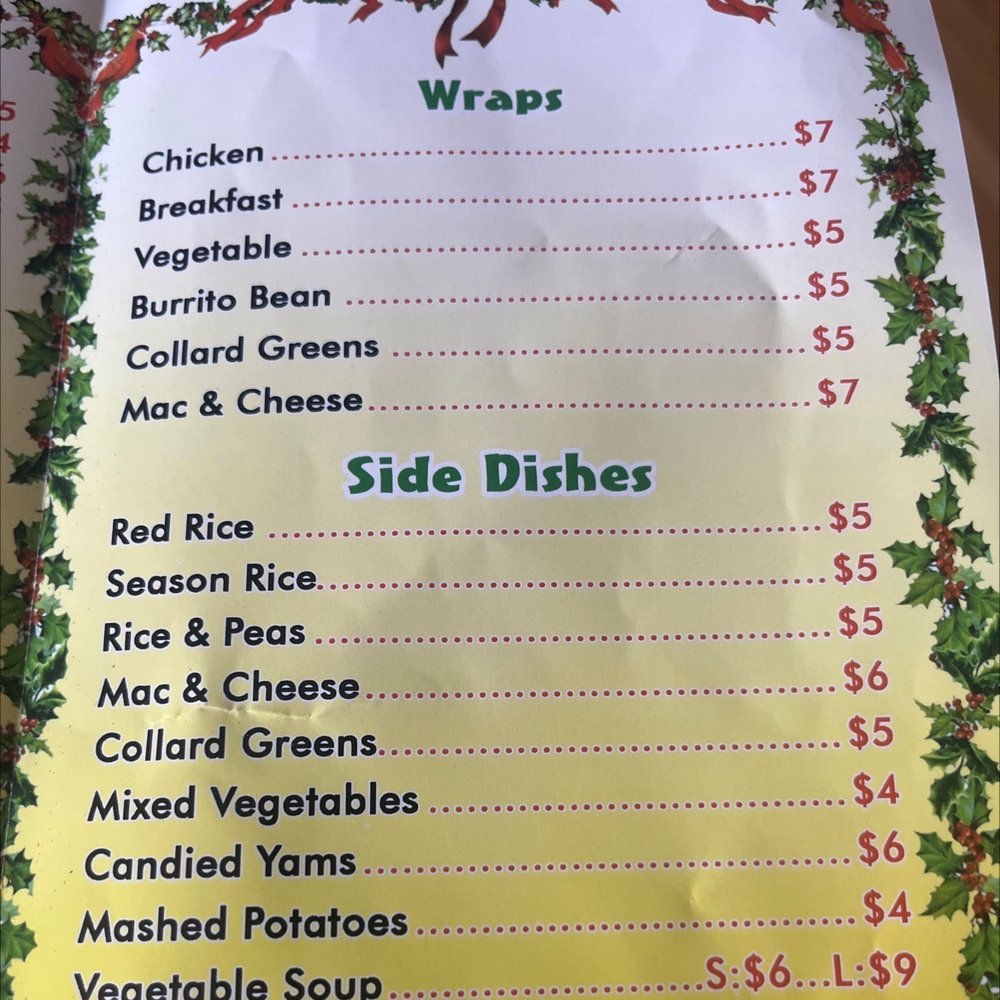 Wraps
Chicken....................................................$7
Breakfast ..................................................$7
Vegetable .................................................$5
Burrito Bean .............................................$5
Collard Greens .........................................$5
Mac & Cheese...........................................$7
Side Dishes
Red Rice ....................................................$5
Season Rice...............................................$5
Rice & Peas ...............................................$5
Mac & Cheese...........................................$6
Collard Greens..........................................$5
Mixed Vegetables .....................................$4
Candied Yams...........................................$6
Mashed Potatoes.......................................$4
Vegetable Soup...........................S:$6...L:$9